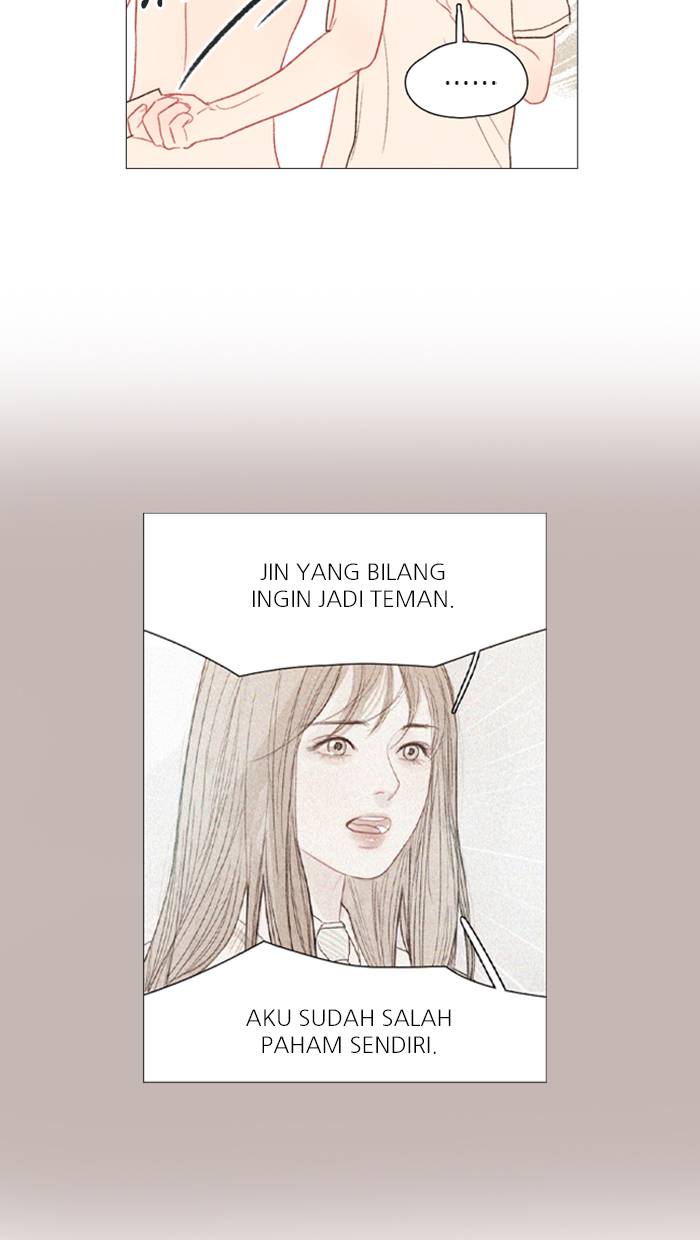 ......
JIN YANG BILANG
INGIN JADI TEMAN.
AKU SUDAH SALAH
PAHAM SENDIRI.